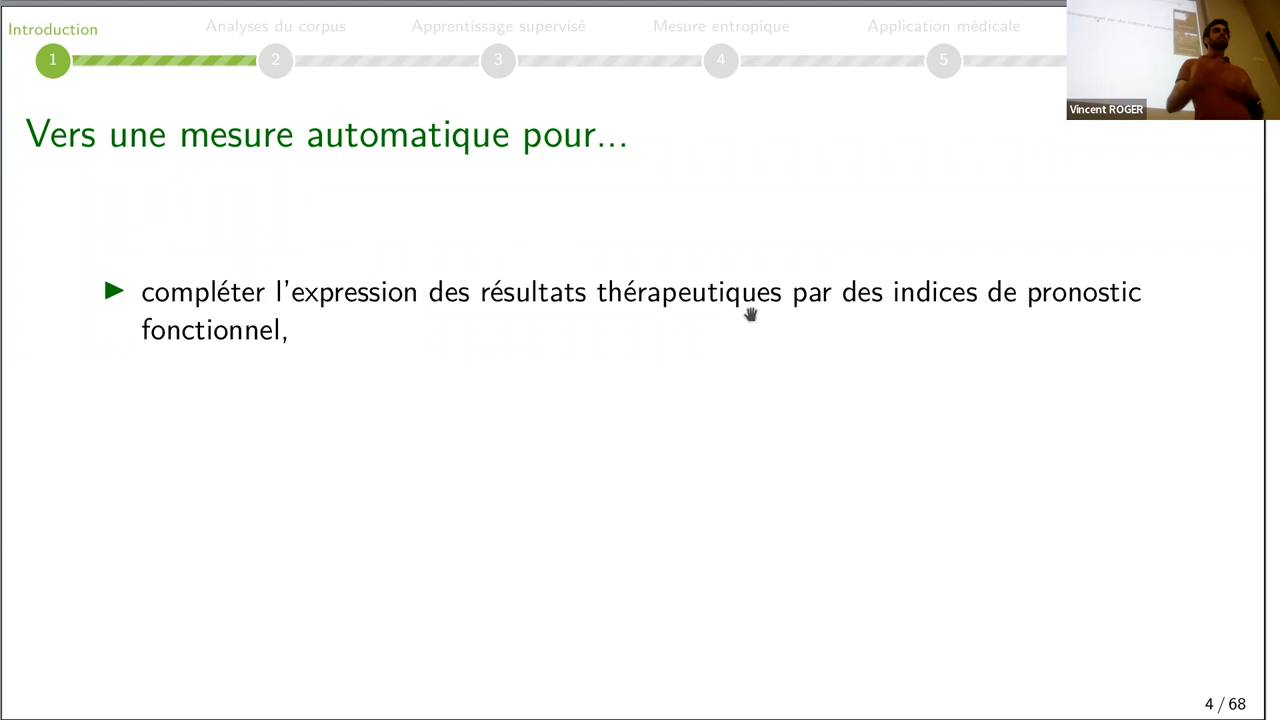 Introduction
Analyses du corpus
Apprentissage supervisé
Mesure entropique
Application médicale
1
2
3
4
5
Vincent ROGER
Vers une mesure automatique pour...
compléter l'expression des résultats thérapeutiques par des indices de pronostic
fonctionnel,
4 / 68